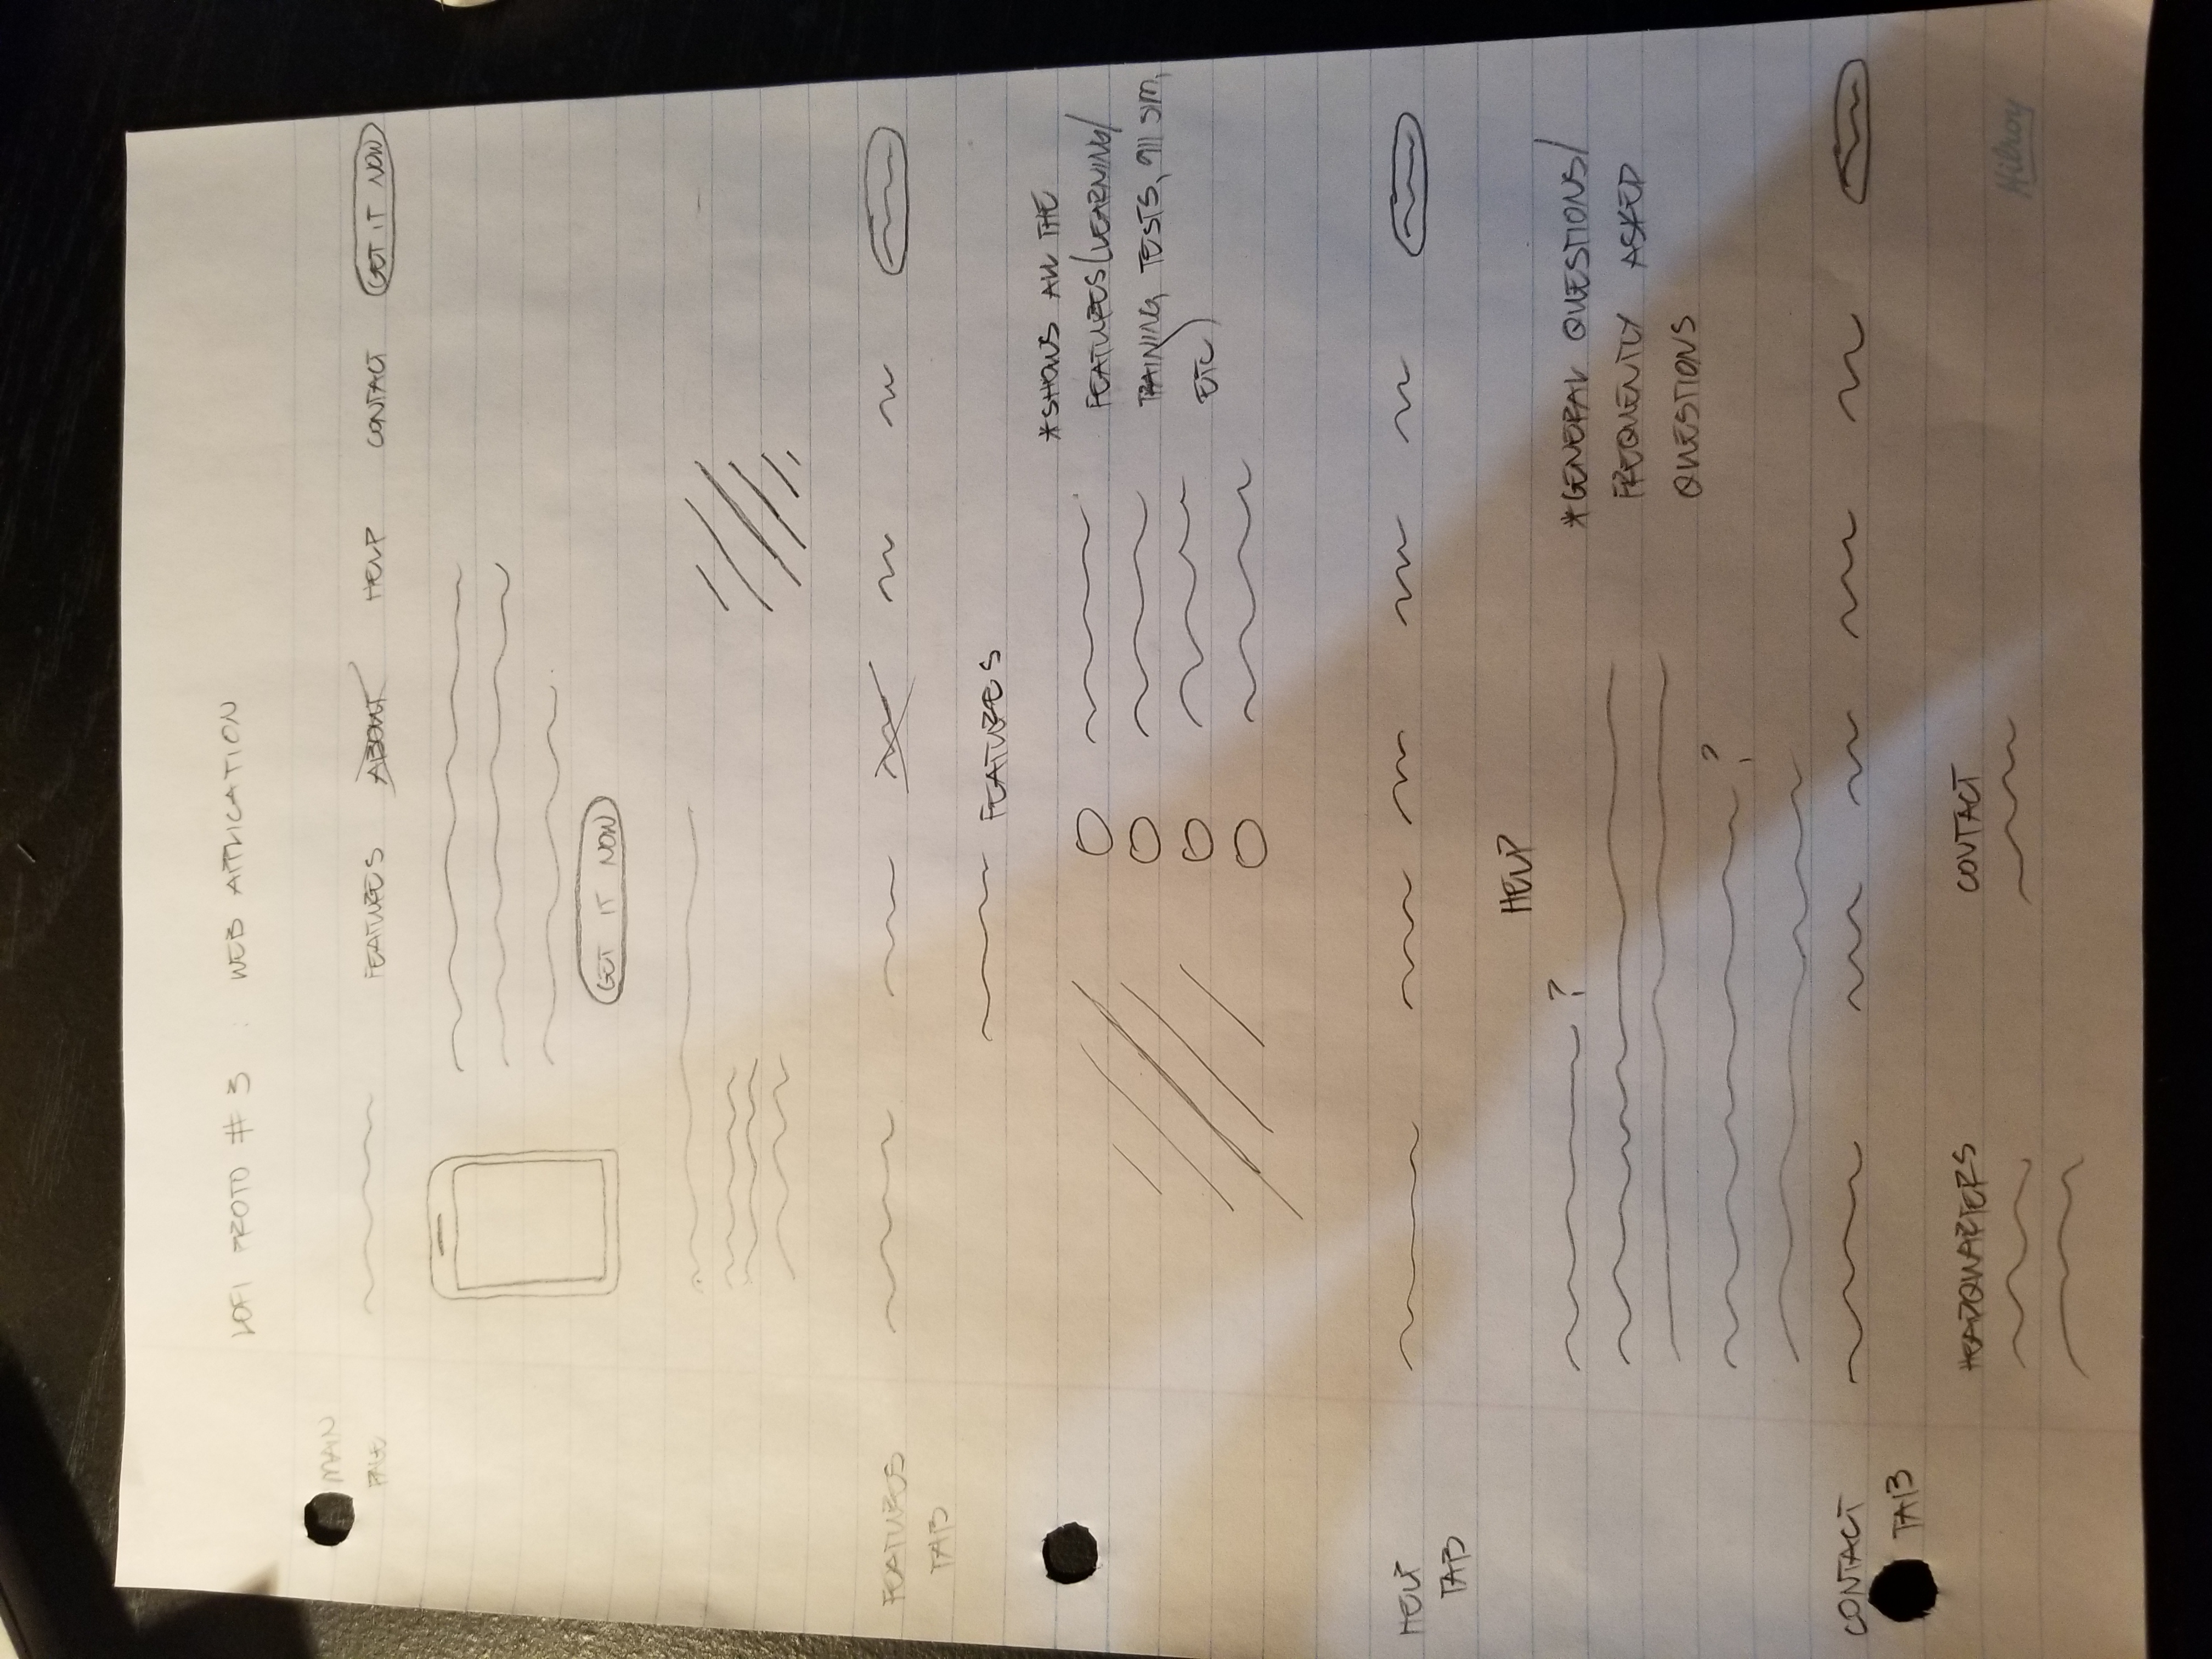 LOFI PROTO # 3 : WEB APPLICATION
MAIN
PAGE
FEATURES ABOUT HELP CONTACT GET IT NOW
GET IT NOW
FEATURES
TAB
FEATURES
*SHOWS ALL THE
FEATURES (LEARNING/
TRAINING, TESTS, 911 SIM,
ETC)
HELP
TAB
HELP
?
*GENERAL QUESTIONS/
FREQUENTLY ASKED
QUESTIONS
?
CONTACT
TAB
HEADQUARTERS CONTACT
Hilroy